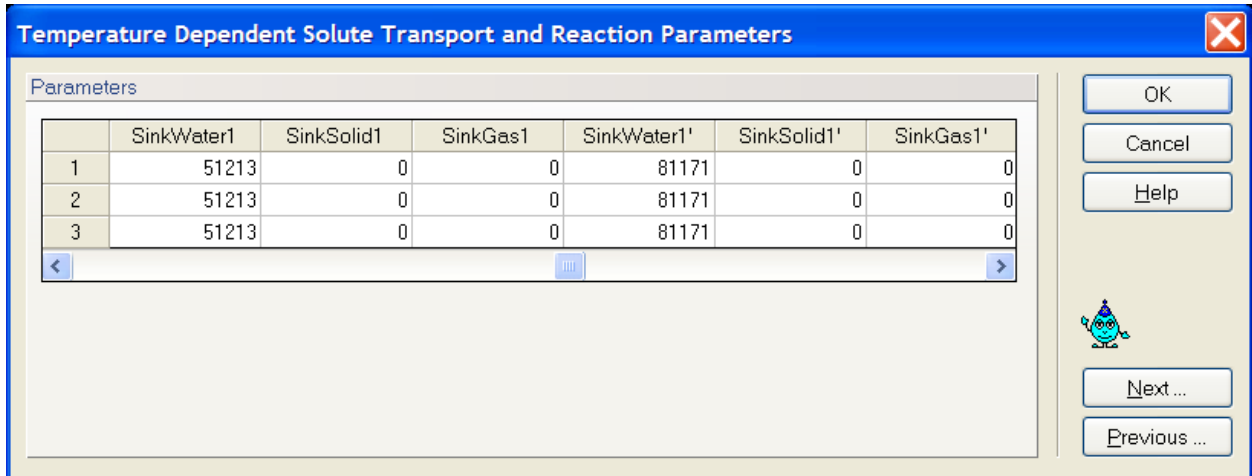 Temperature Dependent Solute Transport and Reaction Parameters
Parameters
SinkWater1 SinkSolid1 SinkGas1 SinkWater1' SinkSolid1' SinkGas1'
1 51213 0 0 81171 0 0
2 51213 0 0 81171 0 0
3 51213 0 0 81171 0 0
OK
Cancel
Help
Next ...
Previous ...